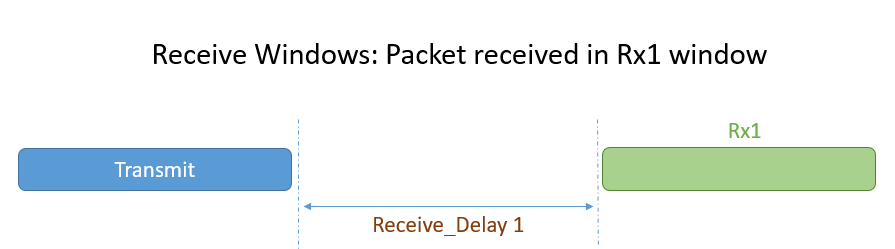 Receive Windows: Packet received in Rx1 window
Rx1
Transmit
Receive_Delay 1